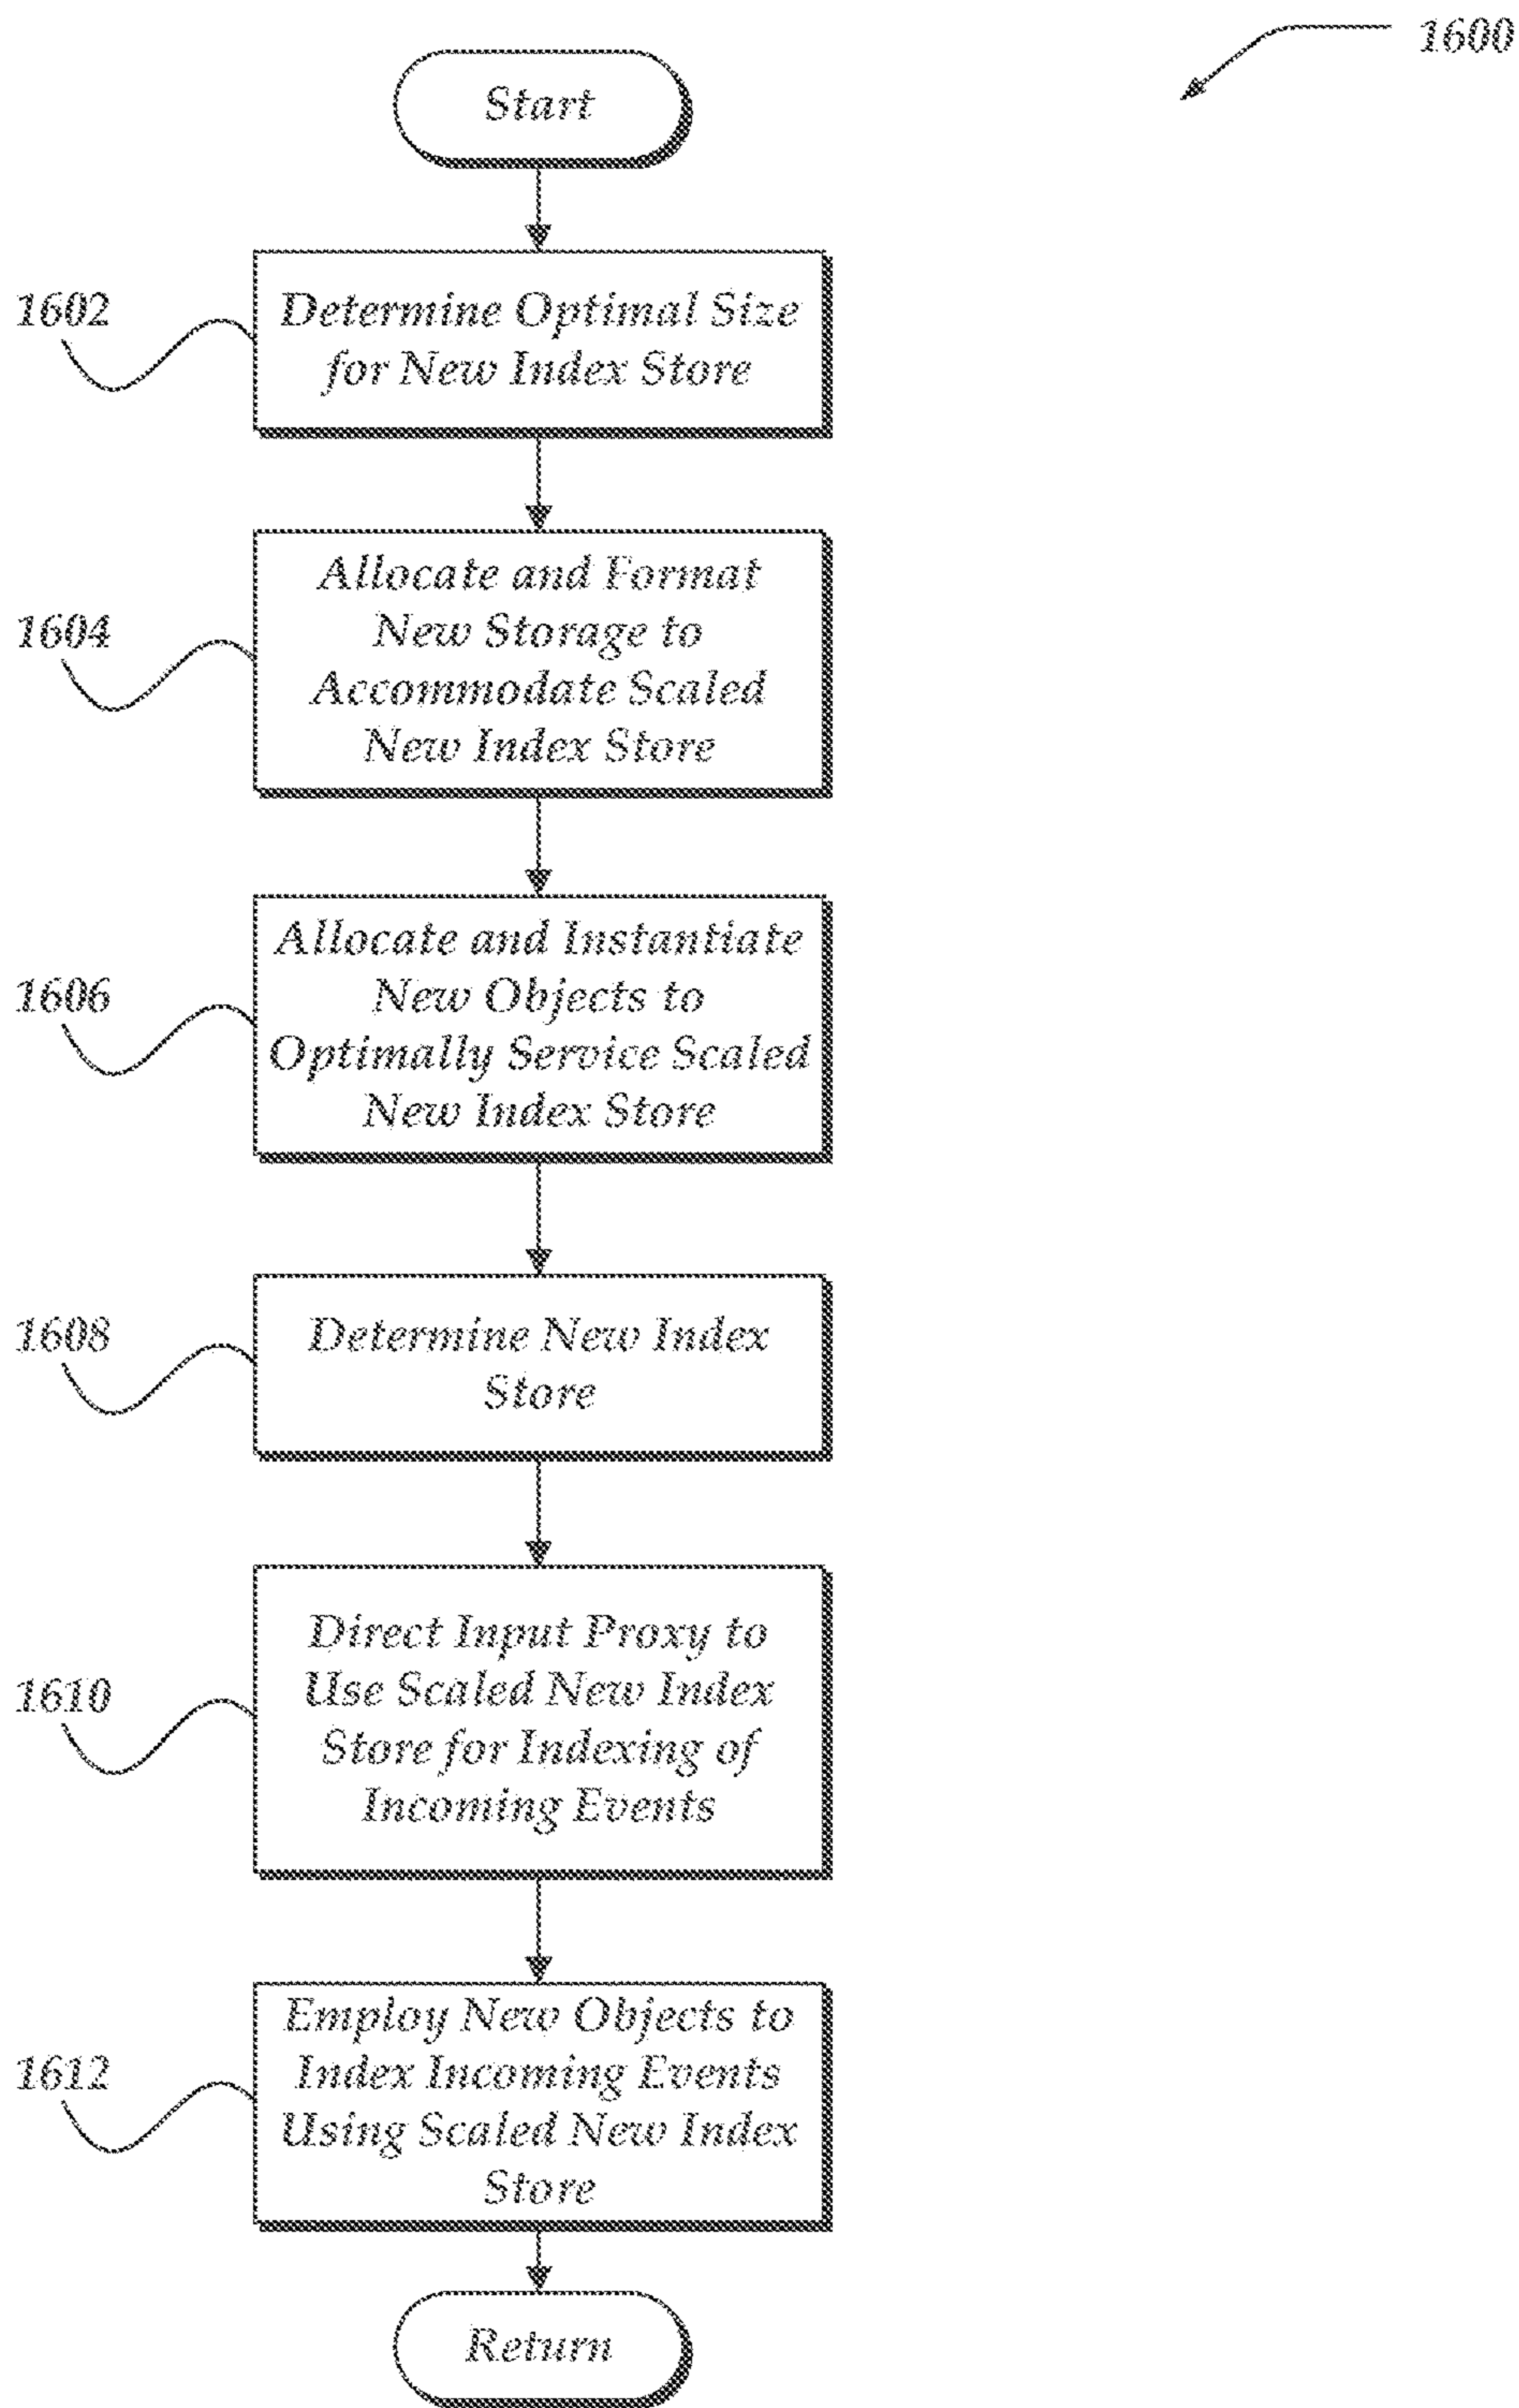 1600
Start
1602
Determine Optimal Size
for New Index Store
1604
Allocate and Format
New Storage to
Accommodate Scaled
New Index Store
1606
Allocate and Instantiate
New Objects to
Optimally Service Scaled
New Index Store
1608
Determine New Index
Store
1610
Direct Input Proxy to
Use Scaled New Index
Store for Indexing of
Incoming Events
1612
Employ New Objects to
Index Incoming Events
Using Scaled New Index
Store
Return